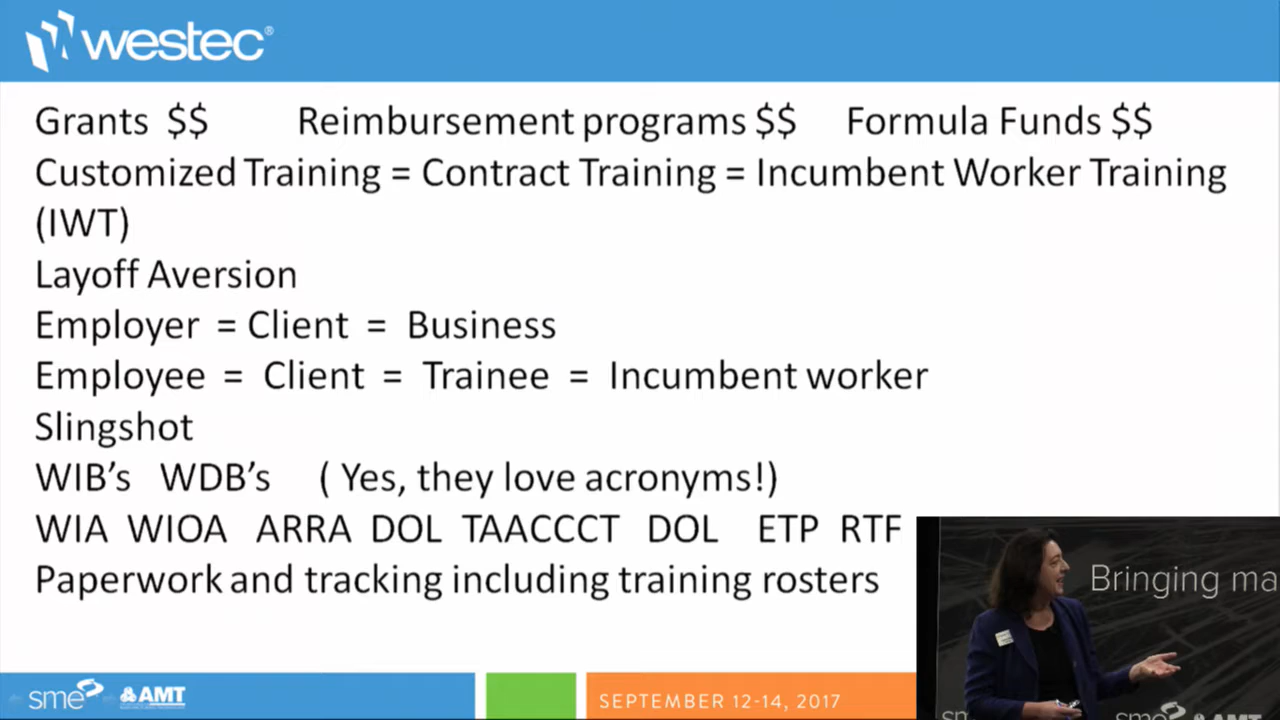 westec®
Grants $$ Reimbursement programs $$ Formula Funds $$
Customized Training = Contract Training = Incumbent Worker Training
(IWT)
Layoff Aversion
Employer = Client = Business
Employee = Client = Trainee = Incumbent worker
Slingshot
WIB's WDB's ( Yes, they love acronyms!)
WIA WIOA ARRA DOL TAACCCT DOL ETP RTF
Paperwork and tracking including training rosters
Bringing ma
sme &AMT
SEPTEMBER 12-14, 2017
sme &AMT